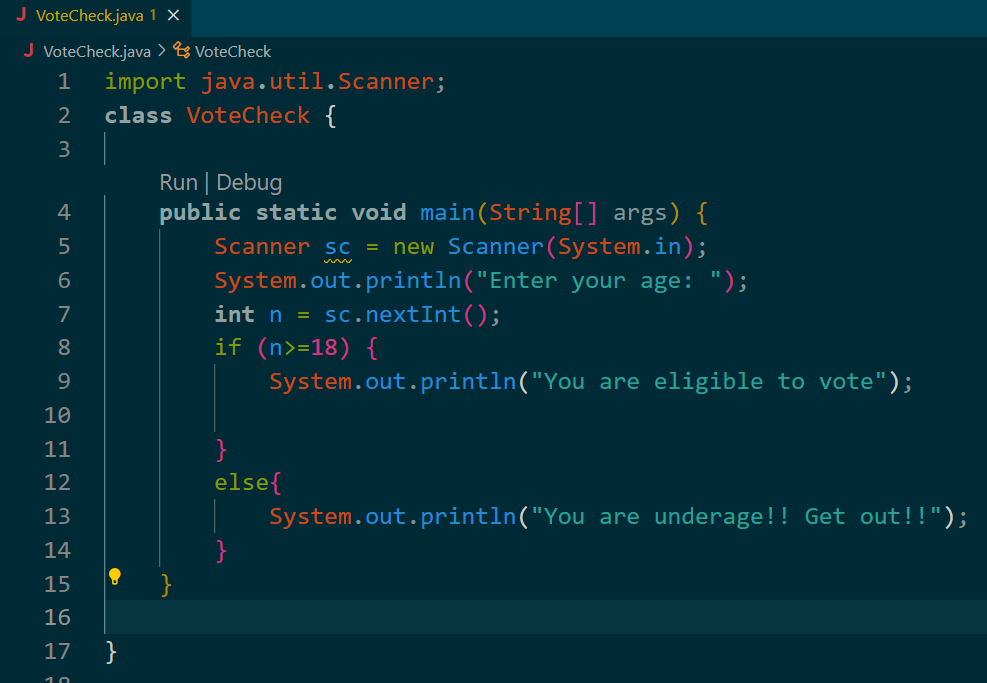 J VoteCheck.java 1 ✕
J VoteCheck.java > VoteCheck
1 import java.util.Scanner;
2 class VoteCheck {
3
Run | Debug
4 public static void main(String[] args) {
5 Scanner sc = new Scanner(System.in);
6 System.out.println("Enter your age: ");
7 int n = sc.nextInt();
8 if (n>=18) {
9 System.out.println("You are eligible to vote");
10
11 }
12 else{
13 System.out.println("You are underage!! Get out!!");
14 }
15 }
16
17 }
18